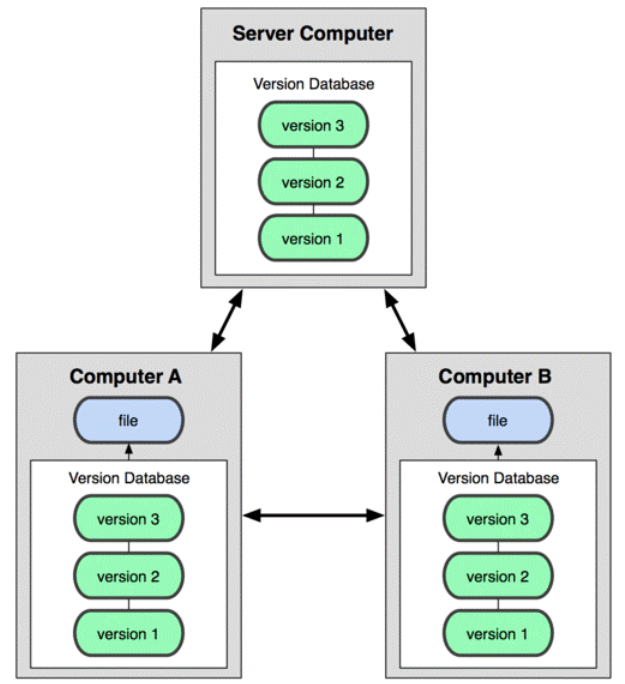 Server Computer
Version Database
version 3
version 2
version 1
Computer A
file
Version Database
version 3
version 2
version 1
Computer B
file
Version Database
version 3
version 2
version 1